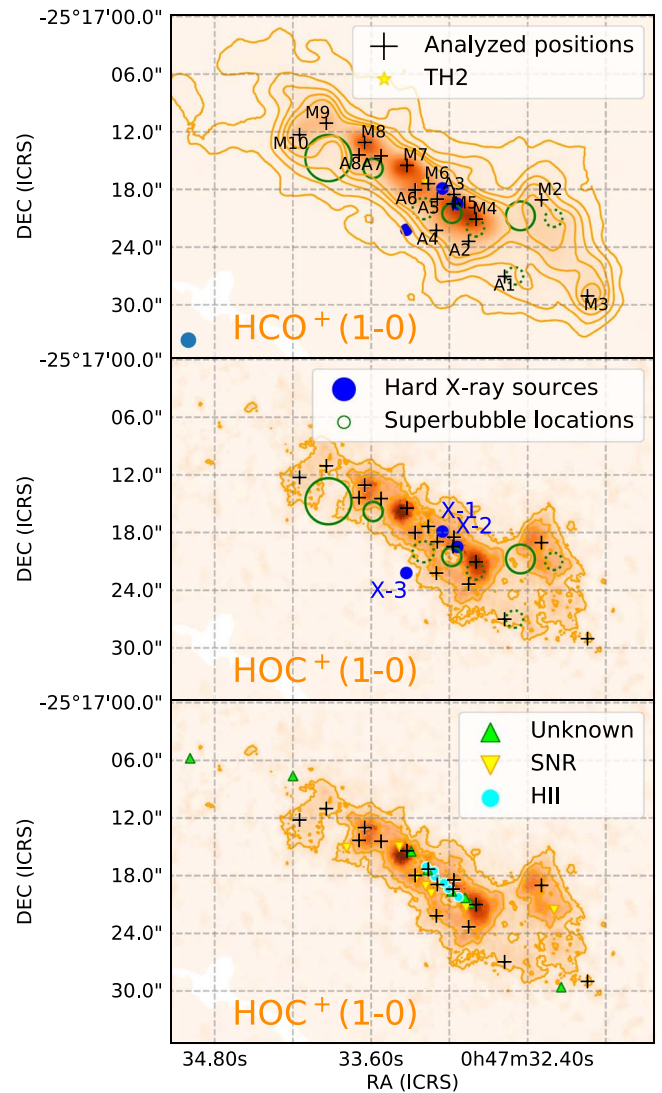 -25°17'00.0"
Analyzed positions
TH2
06.0"
12.0"
18.0"
24.0"
30.0"
DEC (ICRS)
M9
M10
M8
A8
A7
M7
M6
A3
A6
A5
M5
M4
M2
A4
A2
A1
M3
HCO⁺(1-0)
-25°17'00.0"
Hard X-ray sources
Superbubble locations
06.0"
12.0"
18.0"
24.0"
30.0"
DEC (ICRS)
X-1
X-2
X-3
HOC⁺(1-0)
-25°17'00.0"
Unknown
SNR
HII
06.0"
12.0"
18.0"
24.0"
30.0"
DEC (ICRS)
HOC⁺(1-0)
34.80s 33.60s 0h47m32.40s
RA (ICRS)